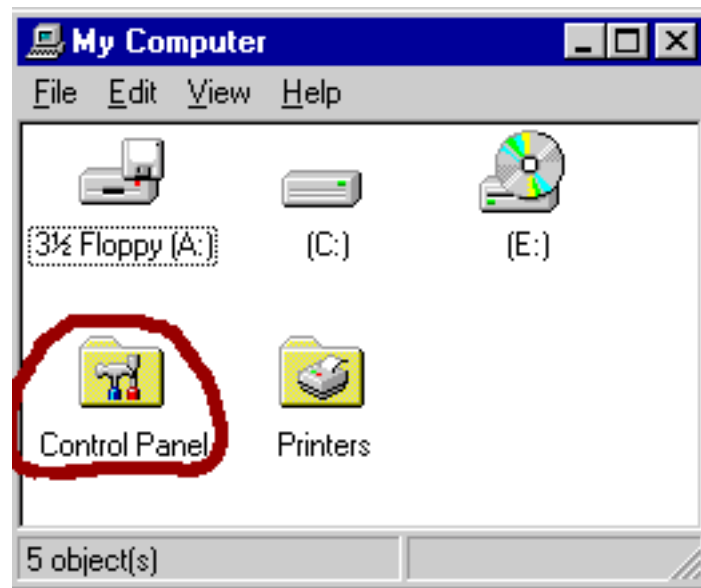 My Computer
File Edit View Help
3½ Floppy (A:) (C:) (E:)
Control Panel Printers
5 object(s)